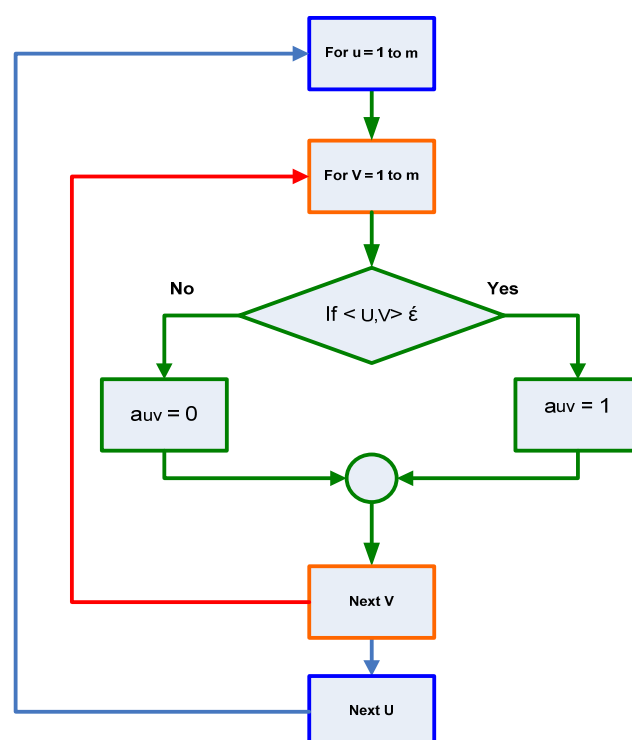 For u = 1 to m
For V = 1 to m
No
Yes
If < U,V> έ
auv = 0
auv = 1
Next V
Next U